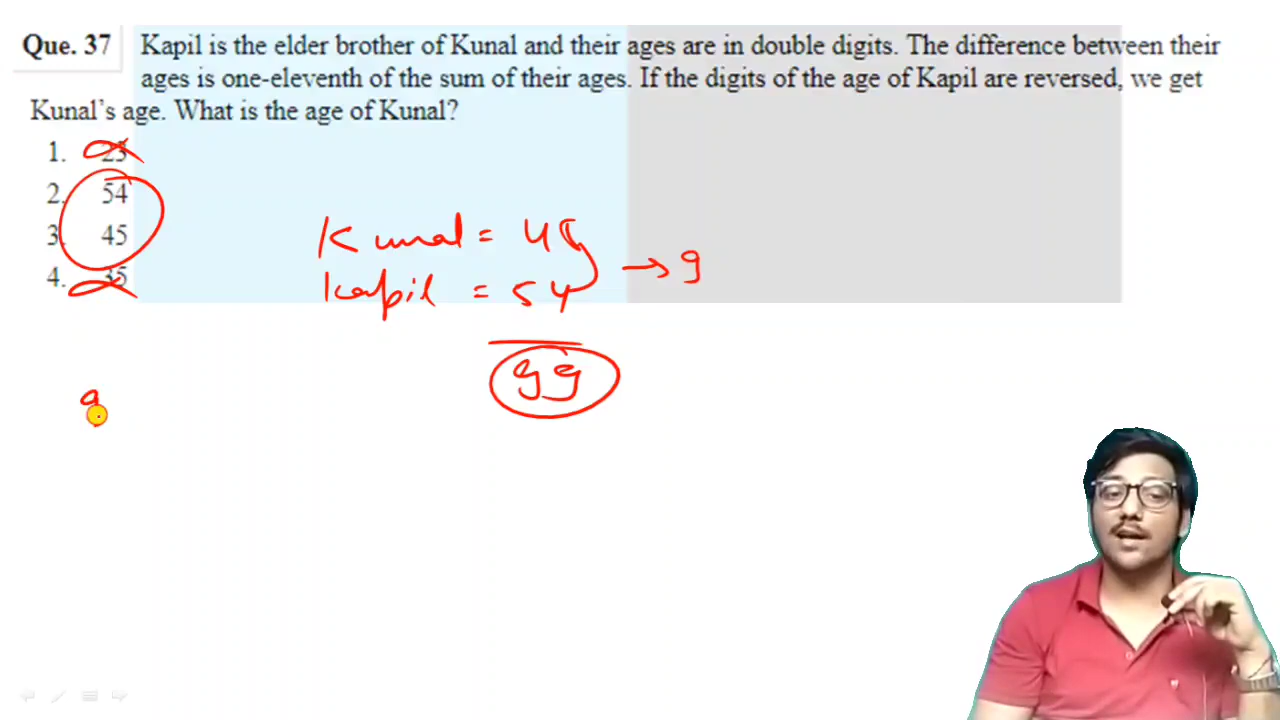 Que. 37 Kapil is the elder brother of Kunal and their ages are in double digits. The difference between their
ages is one-eleventh of the sum of their ages. If the digits of the age of Kapil are reversed, we get
Kunal’s age. What is the age of Kunal?
1. 23
2. 54
3. 45
4. 35
Kunal = 45
→ 9
Kapil = 54
99
9